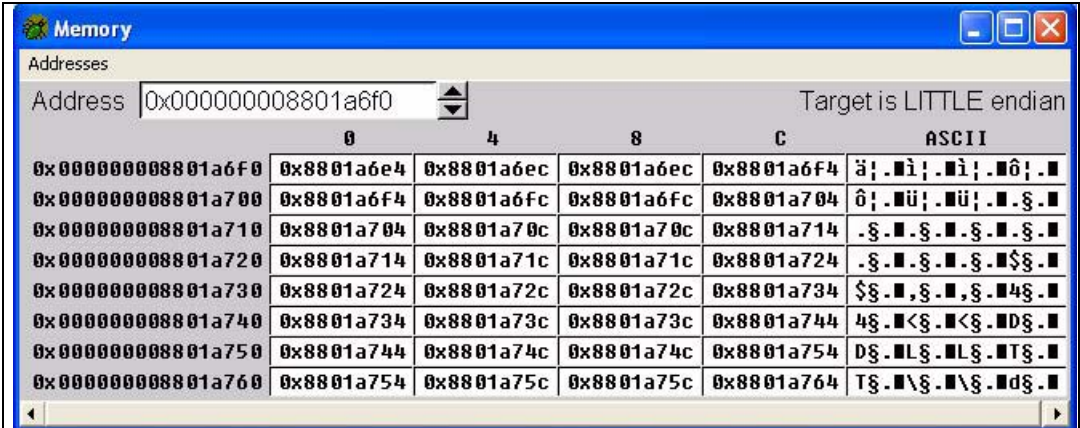 Memory
Addresses
Address 0x000000008801a6f0 Target is LITTLE endian
0 4 8 C ASCII
0x000000008801a6f0 0x8801a6e4 0x8801a6ec 0x8801a6ec 0x8801a6f4 ä¦.■ì¦.■ì¦.■ô¦.■
0x000000008801a700 0x8801a6f4 0x8801a6fc 0x8801a6fc 0x8801a704 ô¦.■ü¦.■ü¦.■.§.■
0x000000008801a710 0x8801a704 0x8801a70c 0x8801a70c 0x8801a714 .§.■.§.■.§.■.§.■
0x000000008801a720 0x8801a714 0x8801a71c 0x8801a71c 0x8801a724 .§.■.§.■.§.■$§.■
0x000000008801a730 0x8801a724 0x8801a72c 0x8801a72c 0x8801a734 $§.■,§.■,§.■4§.■
0x000000008801a740 0x8801a734 0x8801a73c 0x8801a73c 0x8801a744 4§.■<§.■<§.■D§.■
0x000000008801a750 0x8801a744 0x8801a74c 0x8801a74c 0x8801a754 D§.■L§.■L§.■T§.■
0x000000008801a760 0x8801a754 0x8801a75c 0x8801a75c 0x8801a764 T§.■\§.■\§.■d§.■